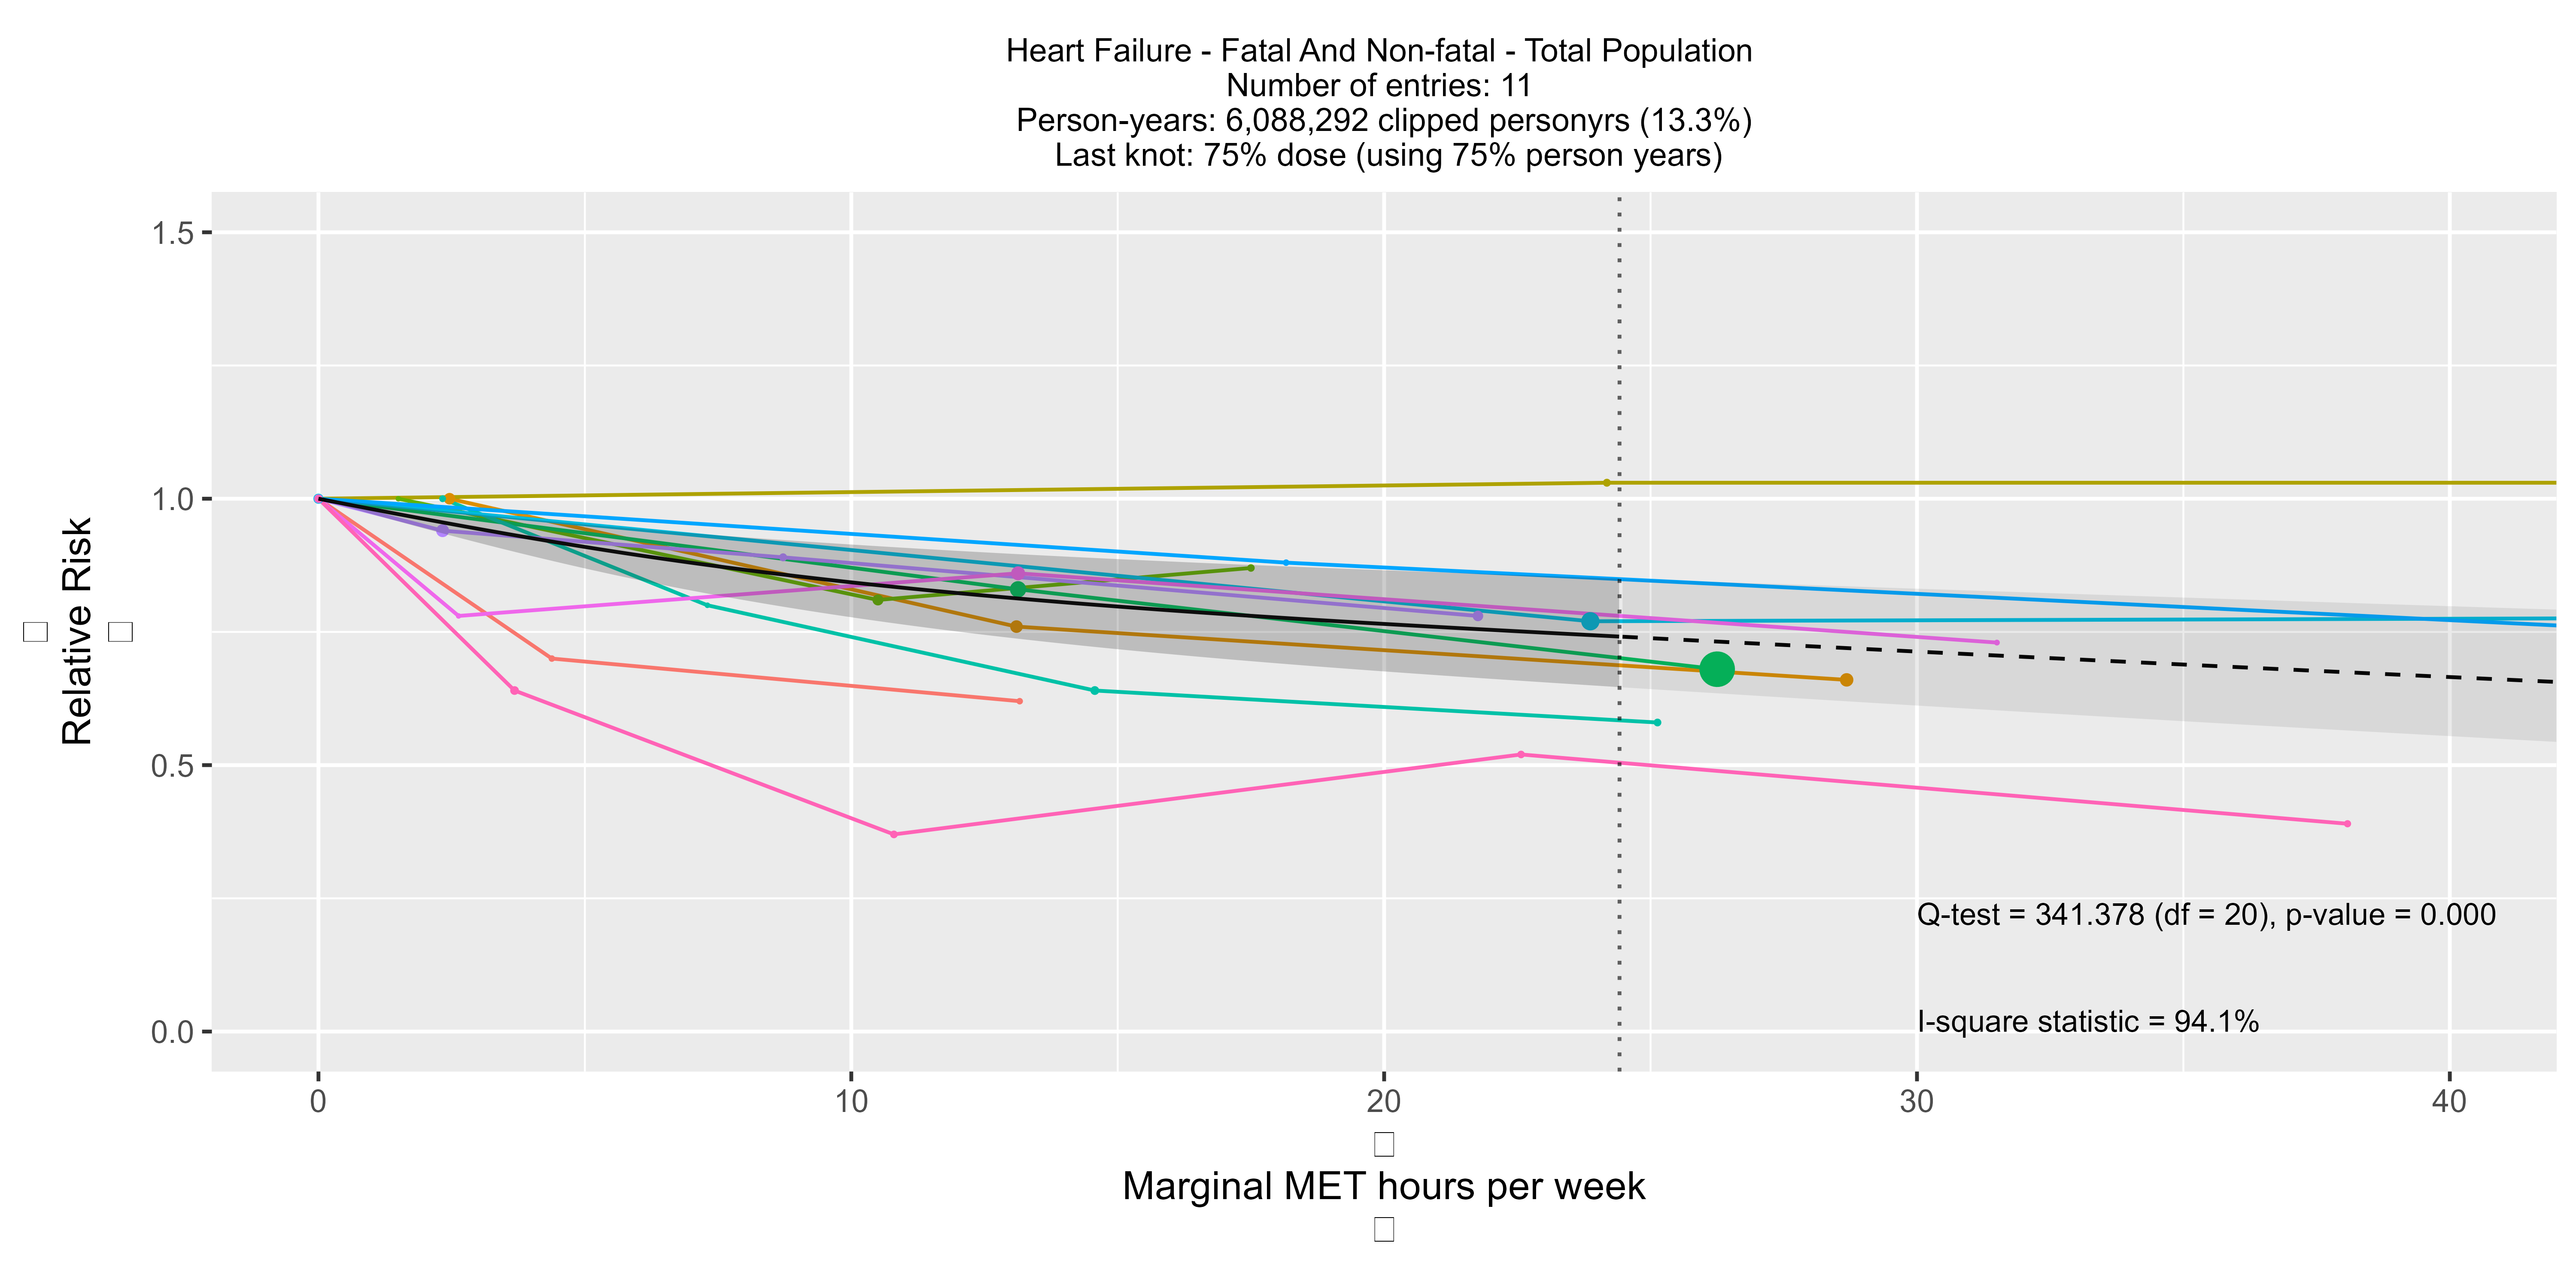 Heart Failure - Fatal And Non-fatal - Total Population
Number of entries: 11
Person-years: 6,088,292 clipped personyrs (13.3%)
Last knot: 75% dose (using 75% person years)
1.5
1.0
0.5
0.0
Relative Risk
Q-test = 341.378 (df = 20), p-value = 0.000
I-square statistic = 94.1%
0 10 20 30 40
Marginal MET hours per week